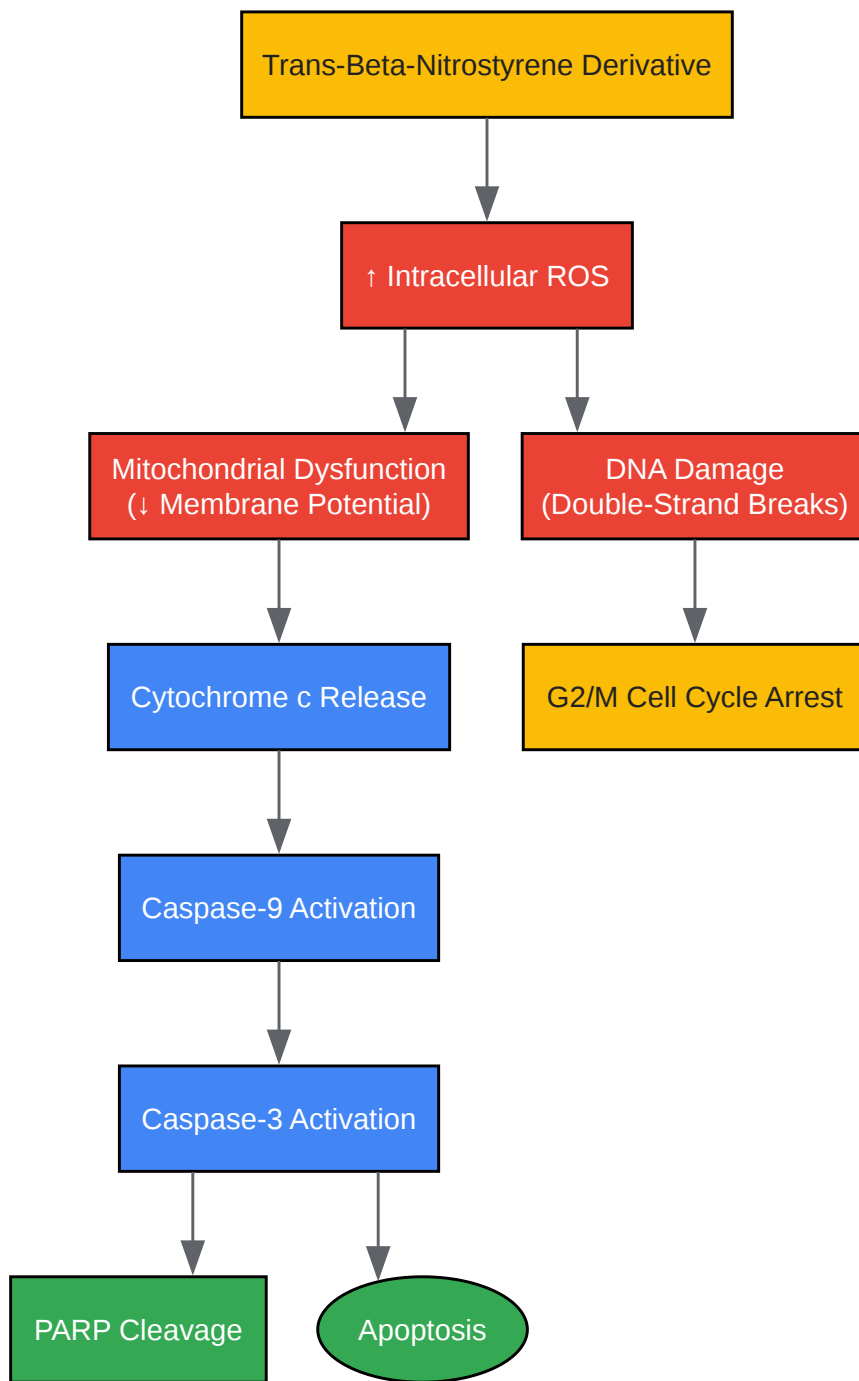 Trans-Beta-Nitrostyrene Derivative
↑ Intracellular ROS
Mitochondrial Dysfunction
(↓ Membrane Potential)
DNA Damage
(Double-Strand Breaks)
Cytochrome c Release
G2/M Cell Cycle Arrest
Caspase-9 Activation
Caspase-3 Activation
PARP Cleavage
Apoptosis